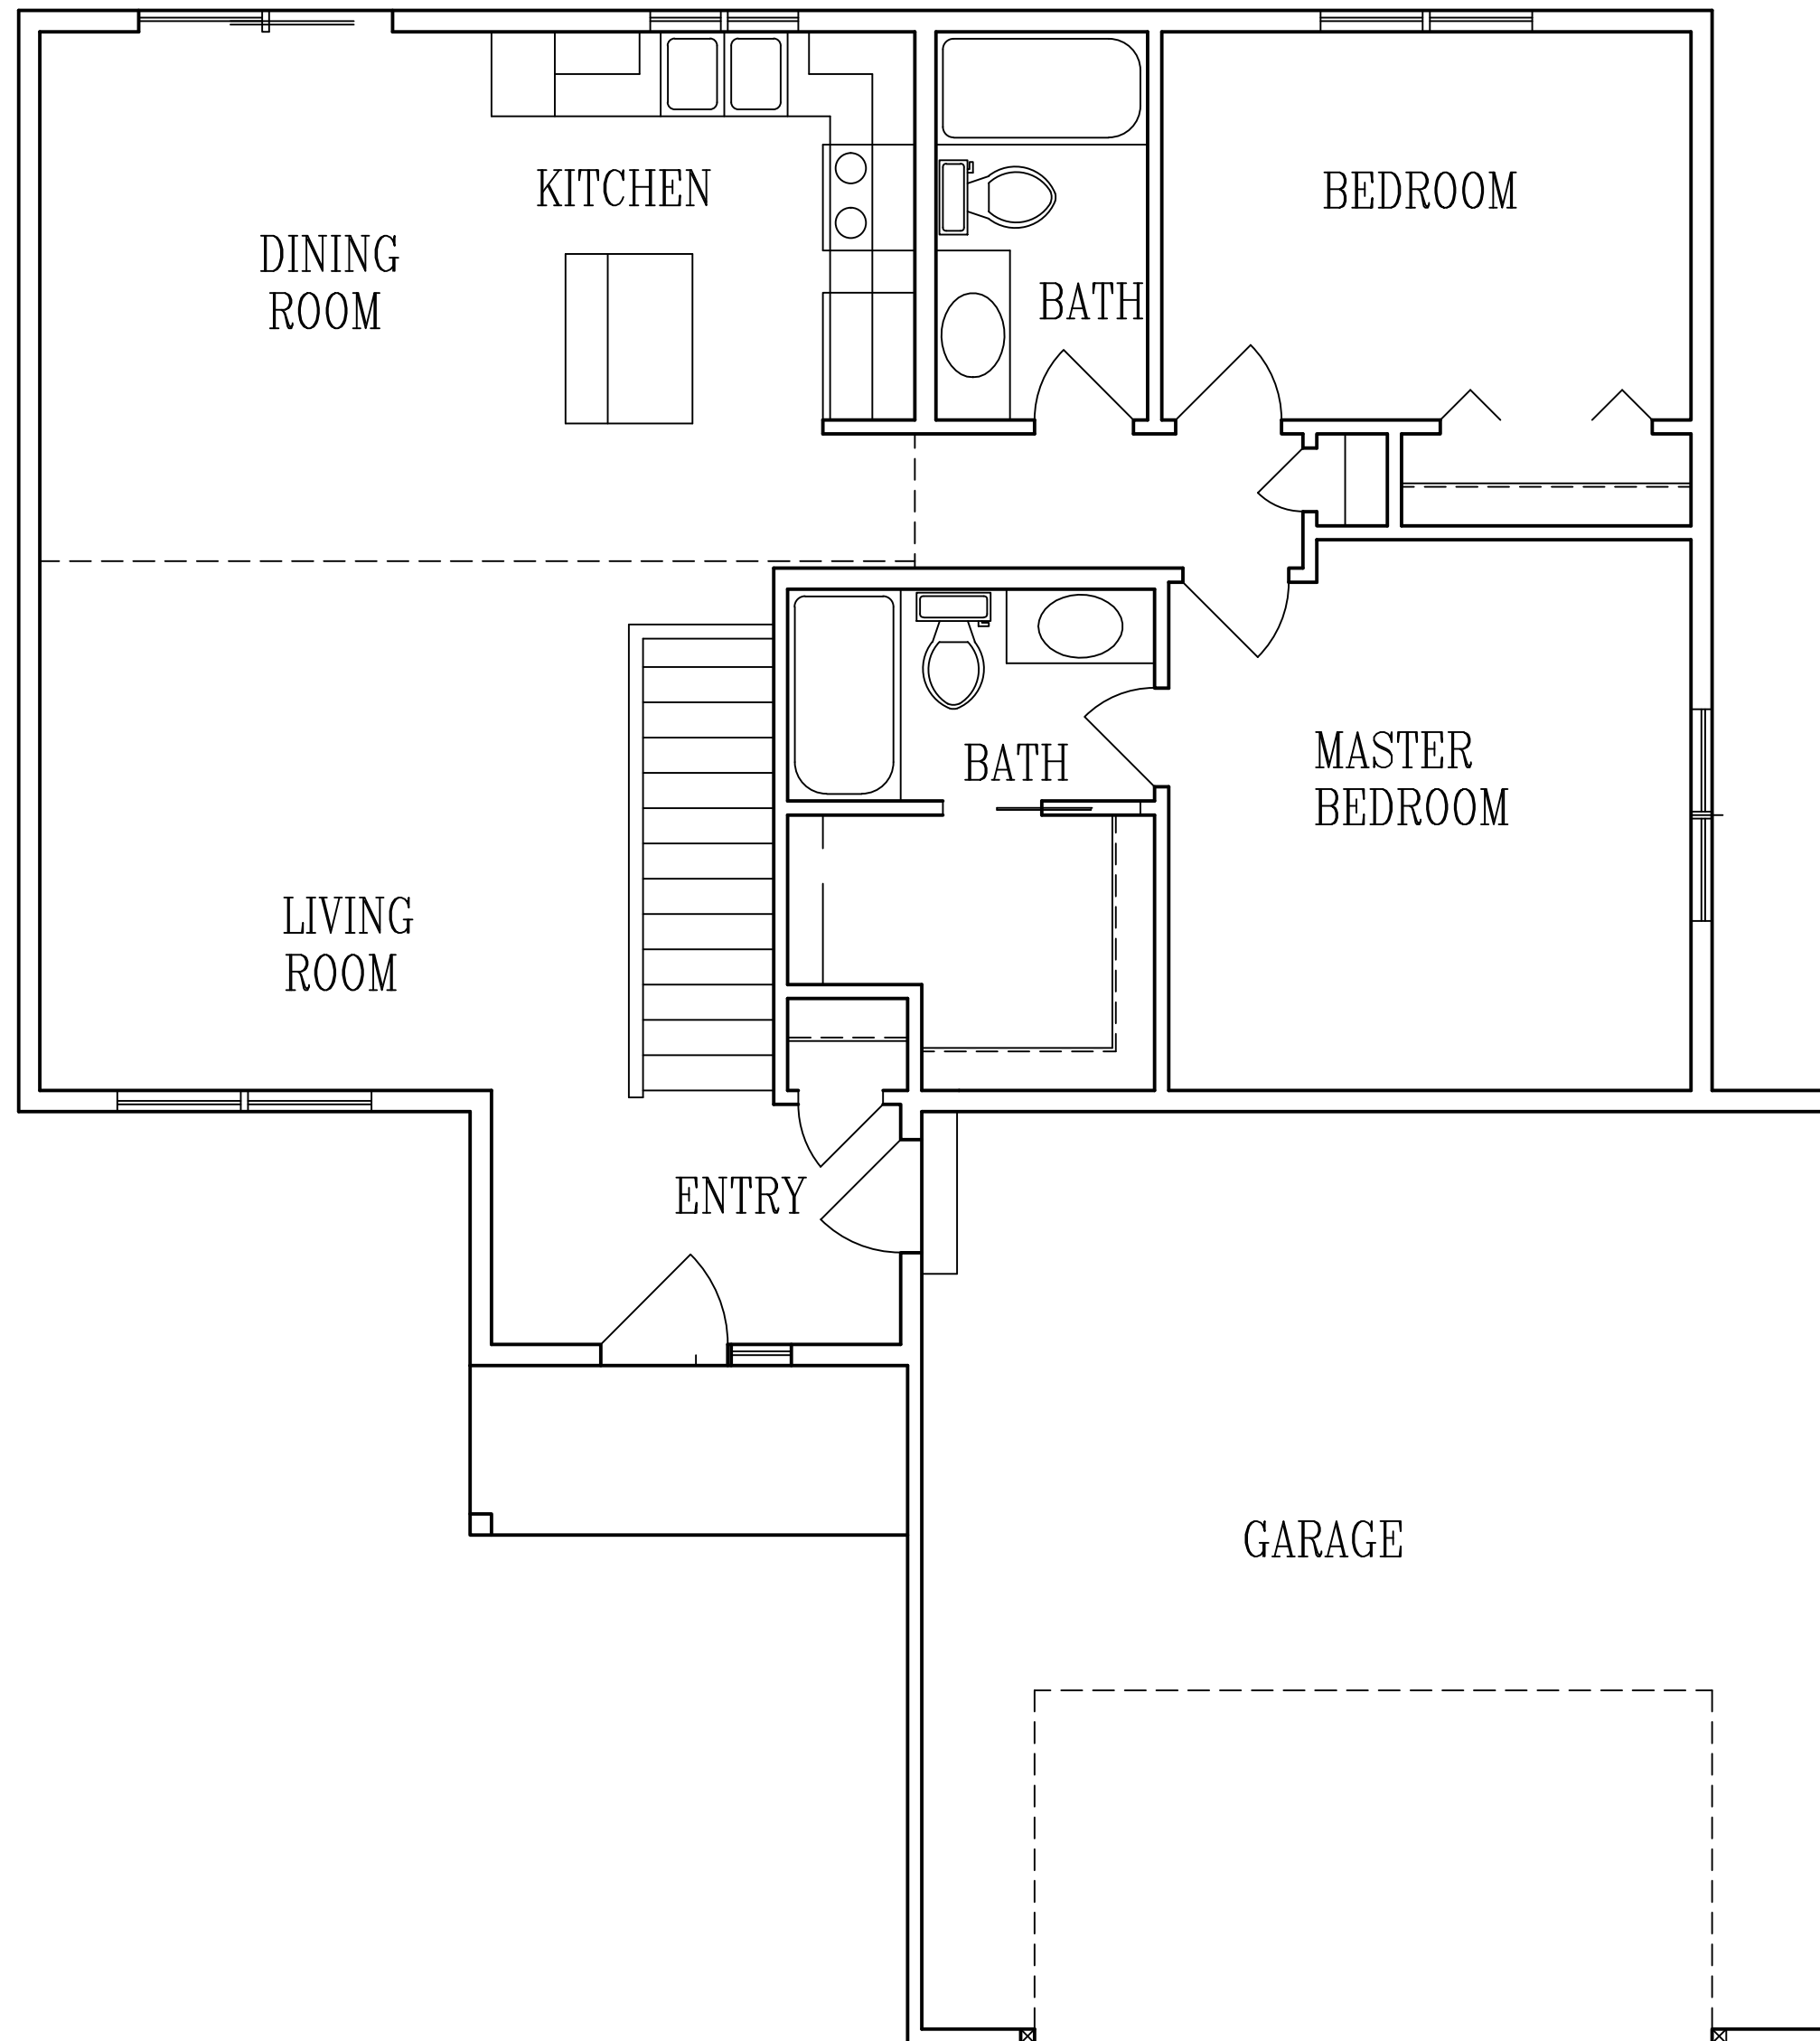 KITCHEN
BEDROOM
DINING
ROOM
BATH
MASTER
BEDROOM
BATH
LIVING
ROOM
ENTRY
GARAGE